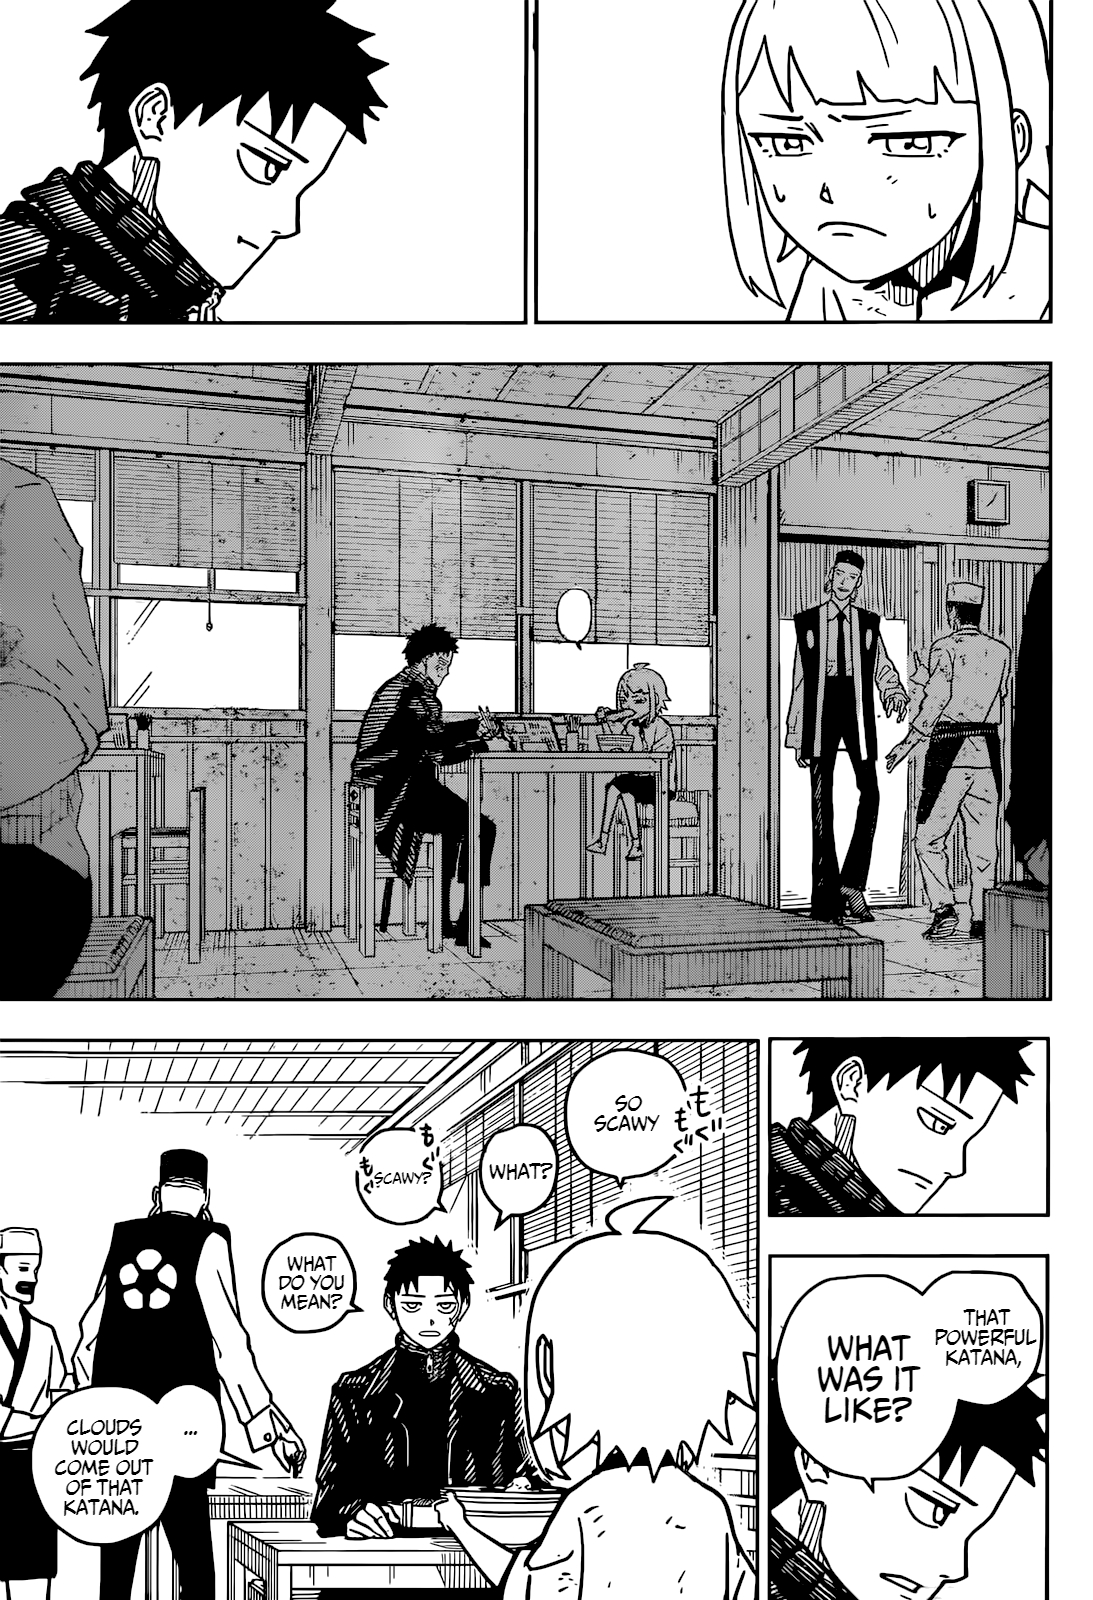 THAT
POWERFUL
KATANA,
WHAT
WAS IT
LIKE?
SO
SCAWY
もぐ
もぐ
WHAT?
SCAWY?
もぐ
もぐ
WHAT
DO YOU
MEAN?
...
CLOUDS
WOULD
COME OUT
OF THAT
KATANA.